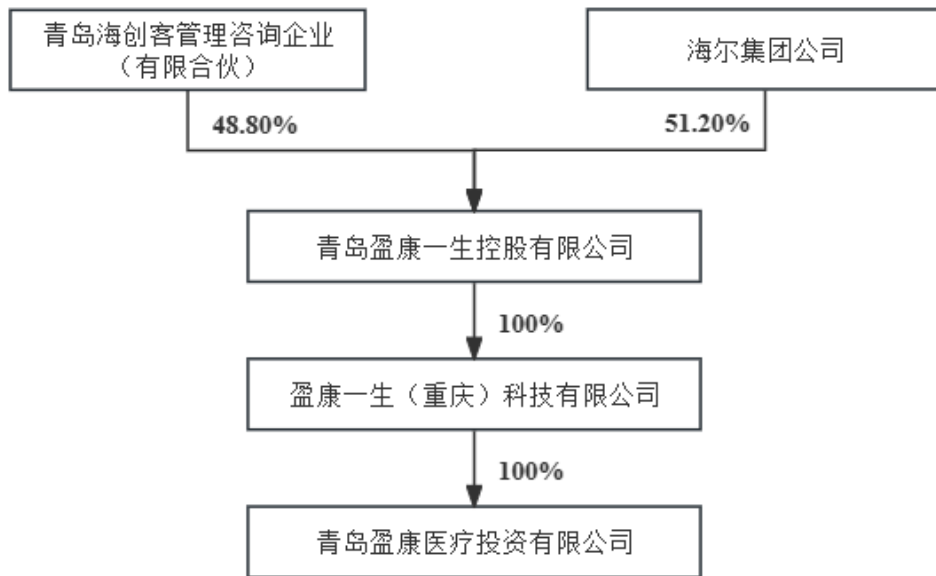 青岛海创客管理咨询企业
（有限合伙）
海尔集团公司
48.80%
51.20%
青岛盈康一生控股有限公司
100%
盈康一生（重庆）科技有限公司
100%
青岛盈康医疗投资有限公司